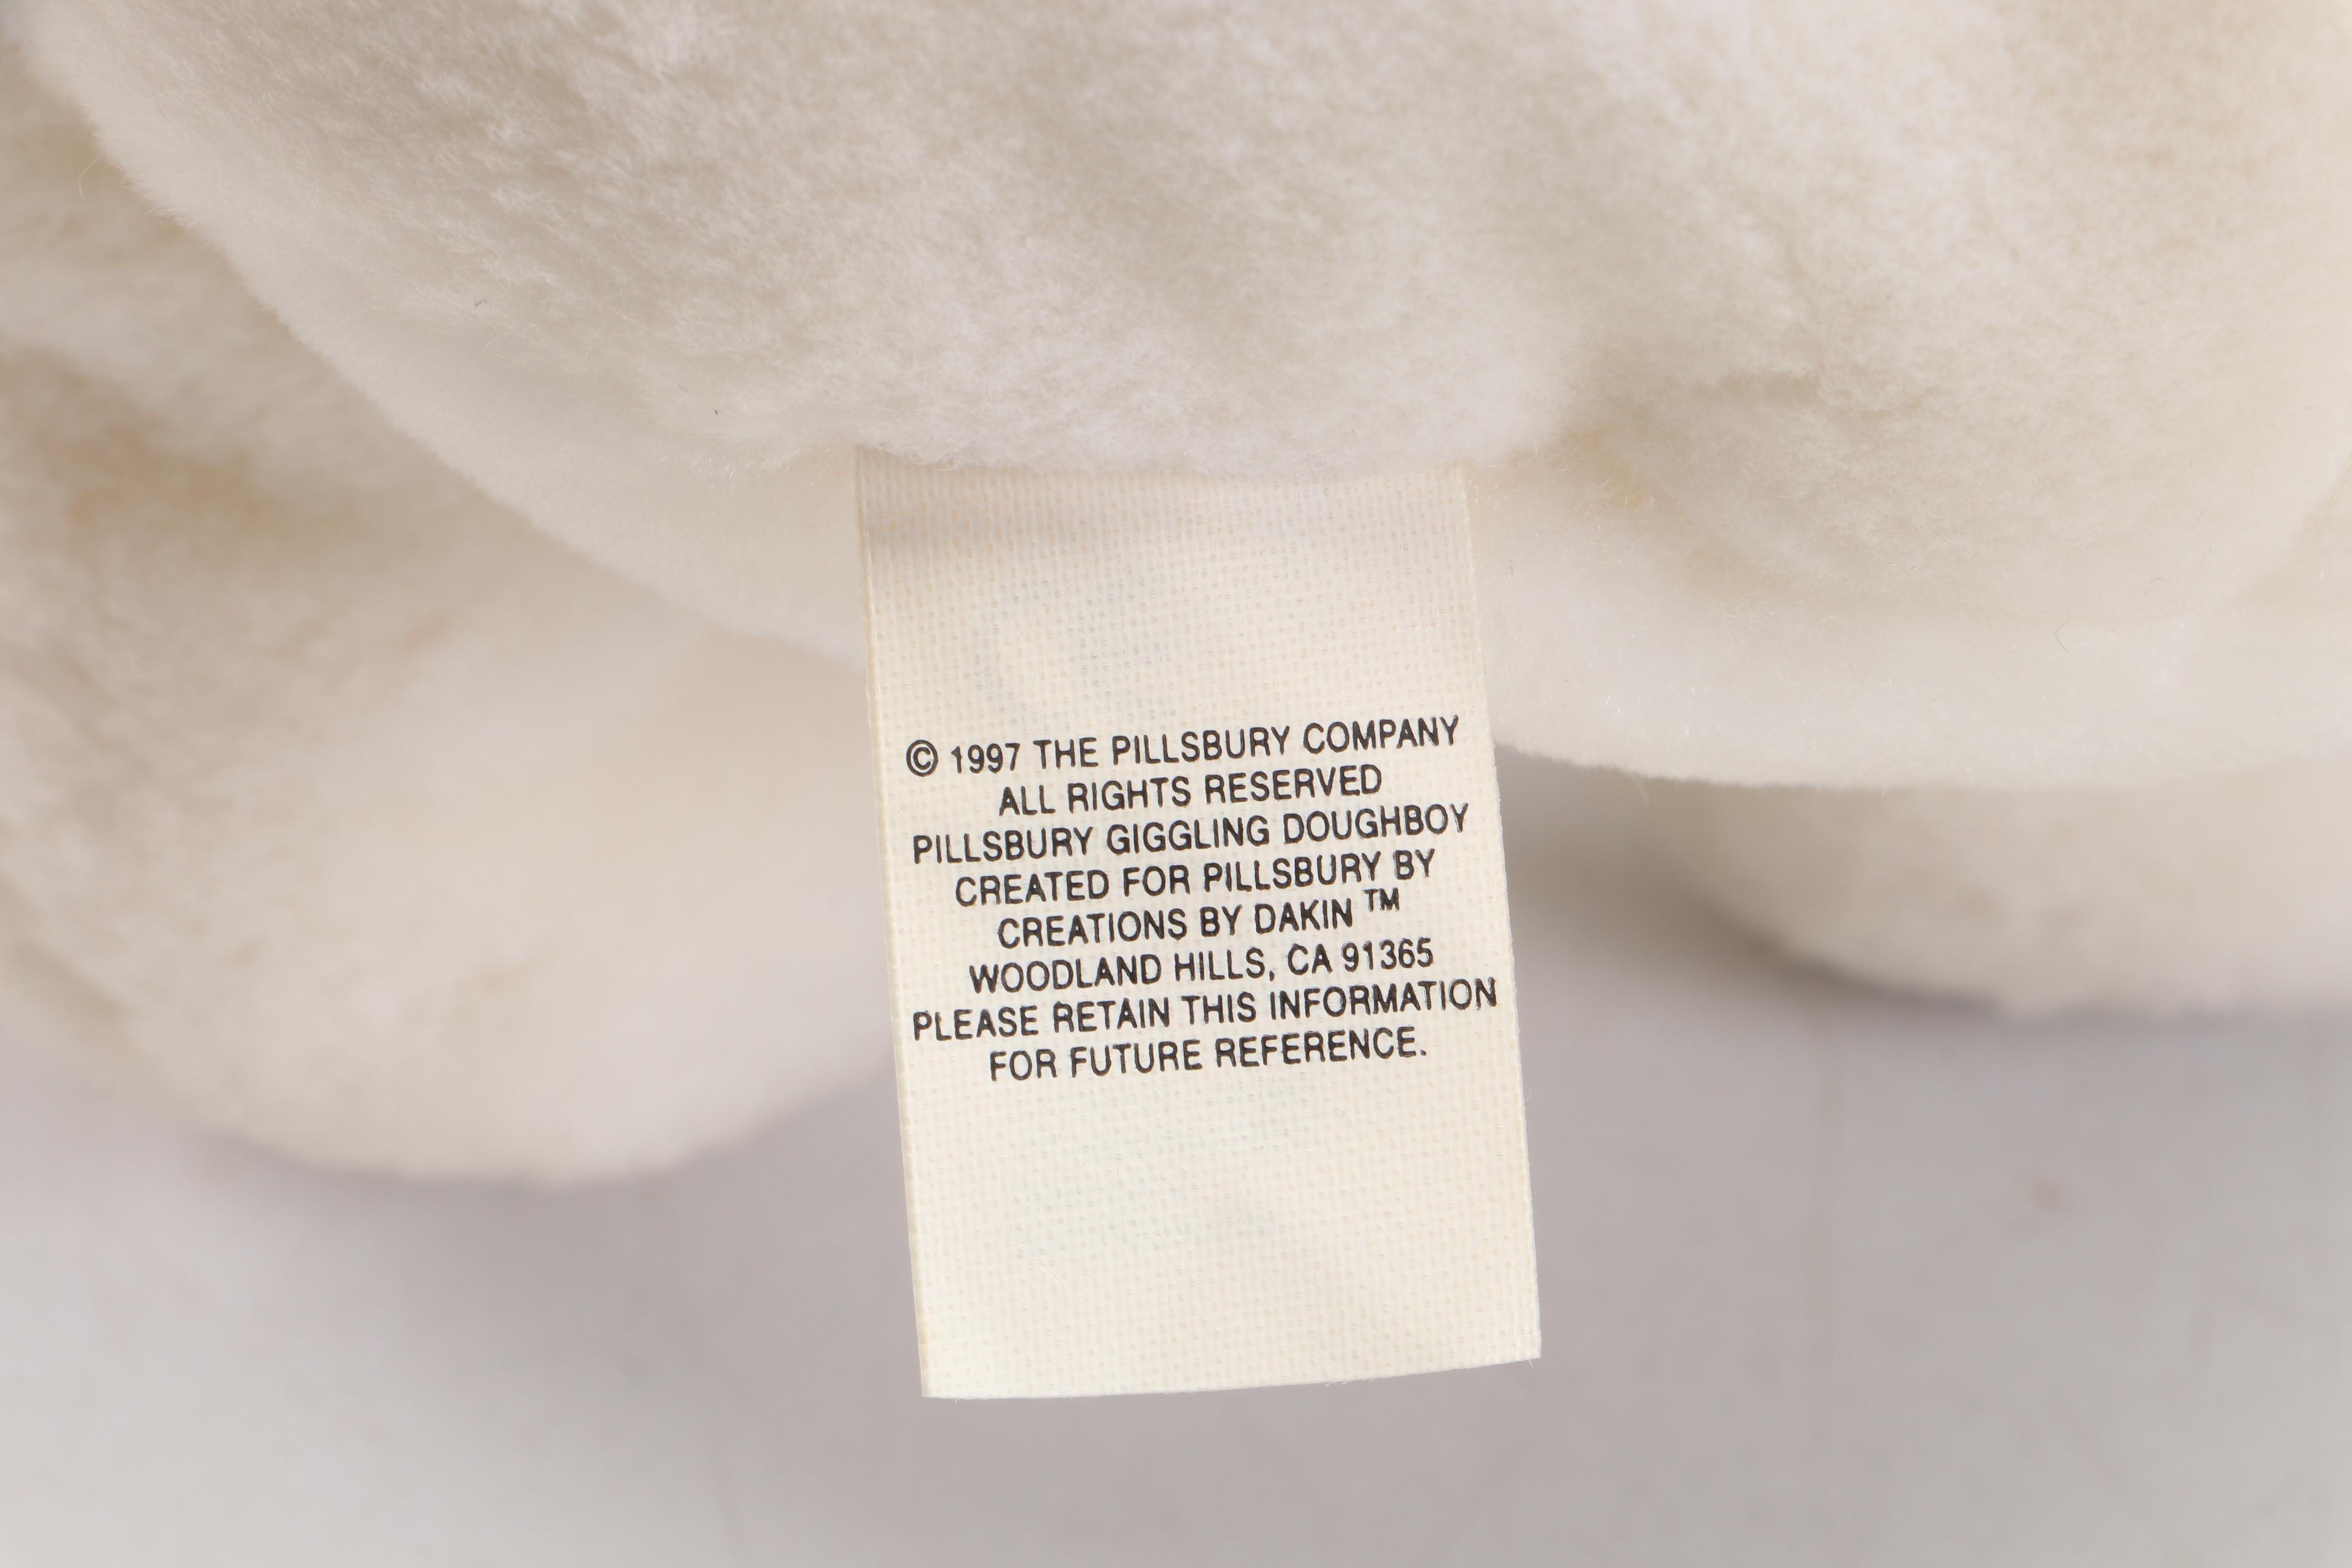 © 1997 THE PILLSBURY COMPANY
ALL RIGHTS RESERVED
PILLSBURY GIGGLING DOUGHBOY
CREATED FOR PILLSBURY BY
CREATIONS BY DAKIN ™
WOODLAND HILLS, CA 91365
PLEASE RETAIN THIS INFORMATION
FOR FUTURE REFERENCE.